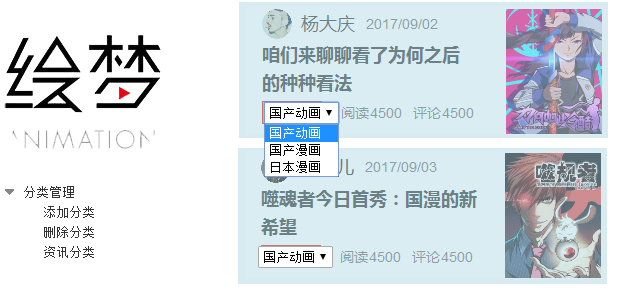 绘梦
ANIMATION
分类管理
添加分类
删除分类
资讯分类
杨大庆 2017/09/02
咱们来聊聊看了为何之后
的种种看法
国产动画 阅读4500 评论4500
国产动画
国产漫画
日本漫画
儿 2017/09/03
噬魂者今日首秀：国漫的新
希望
国产动画 阅读4500 评论4500
噬规者